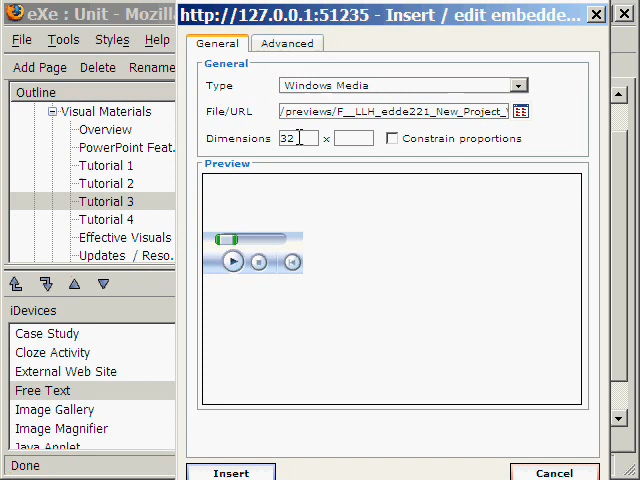 eXe : Unit - Mozill
File Tools Styles Help
Add Page Delete Rename
Outline
Visual Materials
Overview
PowerPoint Feat.
Tutorial 1
Tutorial 2
Tutorial 3
Tutorial 4
Effective Visuals
Updates / Reso..
iDevices
Case Study
Cloze Activity
External Web Site
Free Text
Image Gallery
Image Magnifier
Java Applet
Done
http://127.0.0.1:51235 - Insert / edit embedde...
General Advanced
General
Type Windows Media
File/URL /previews/F__LLH_edde221_New_Project_
Dimensions 32 x Constrain proportions
Preview
Insert Cancel